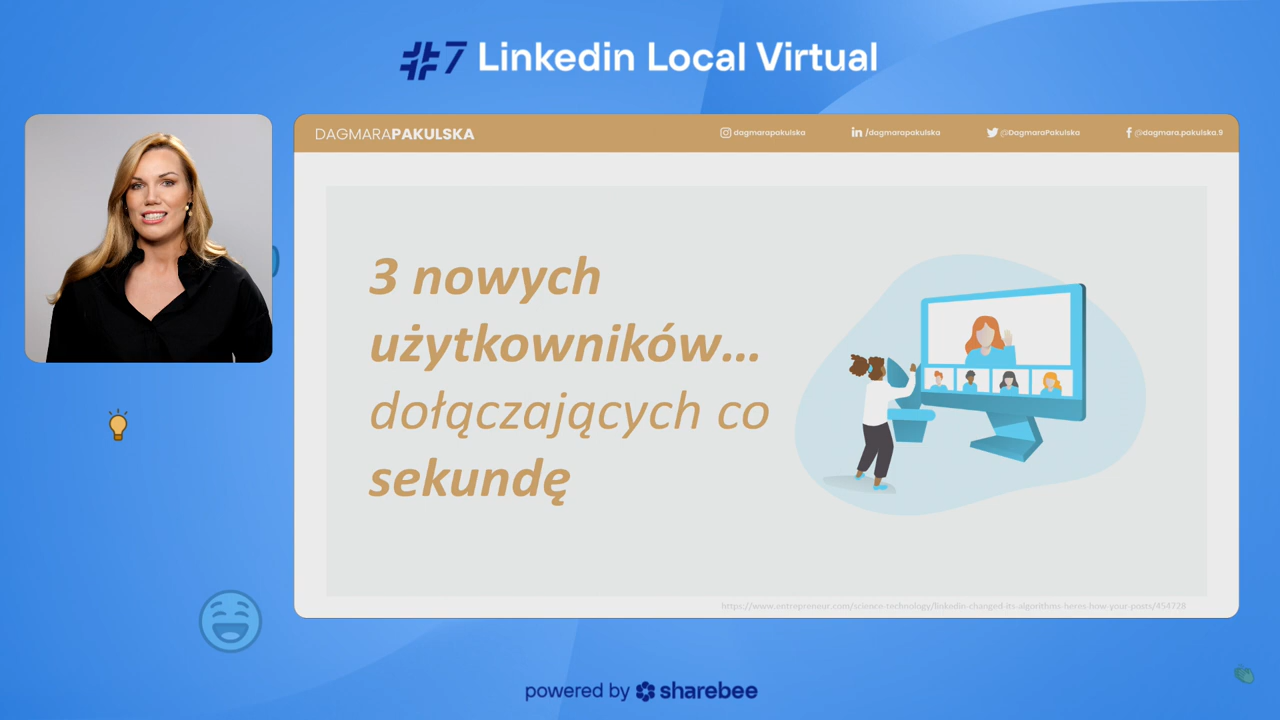 #7 Linkedin Local Virtual
DAGMARAPAKULSKA
dagmarapakulska
in /dagmarapakulska
@DagmaraPakulska
f @dagmara.pakulska.9
3 nowych
użytkowników...
dołączających co
sekundę
https://www.entrepreneur.com/science-technology/linkedin-changed-its-algorithms-heres-how-your-posts/454728
powered by sharebee